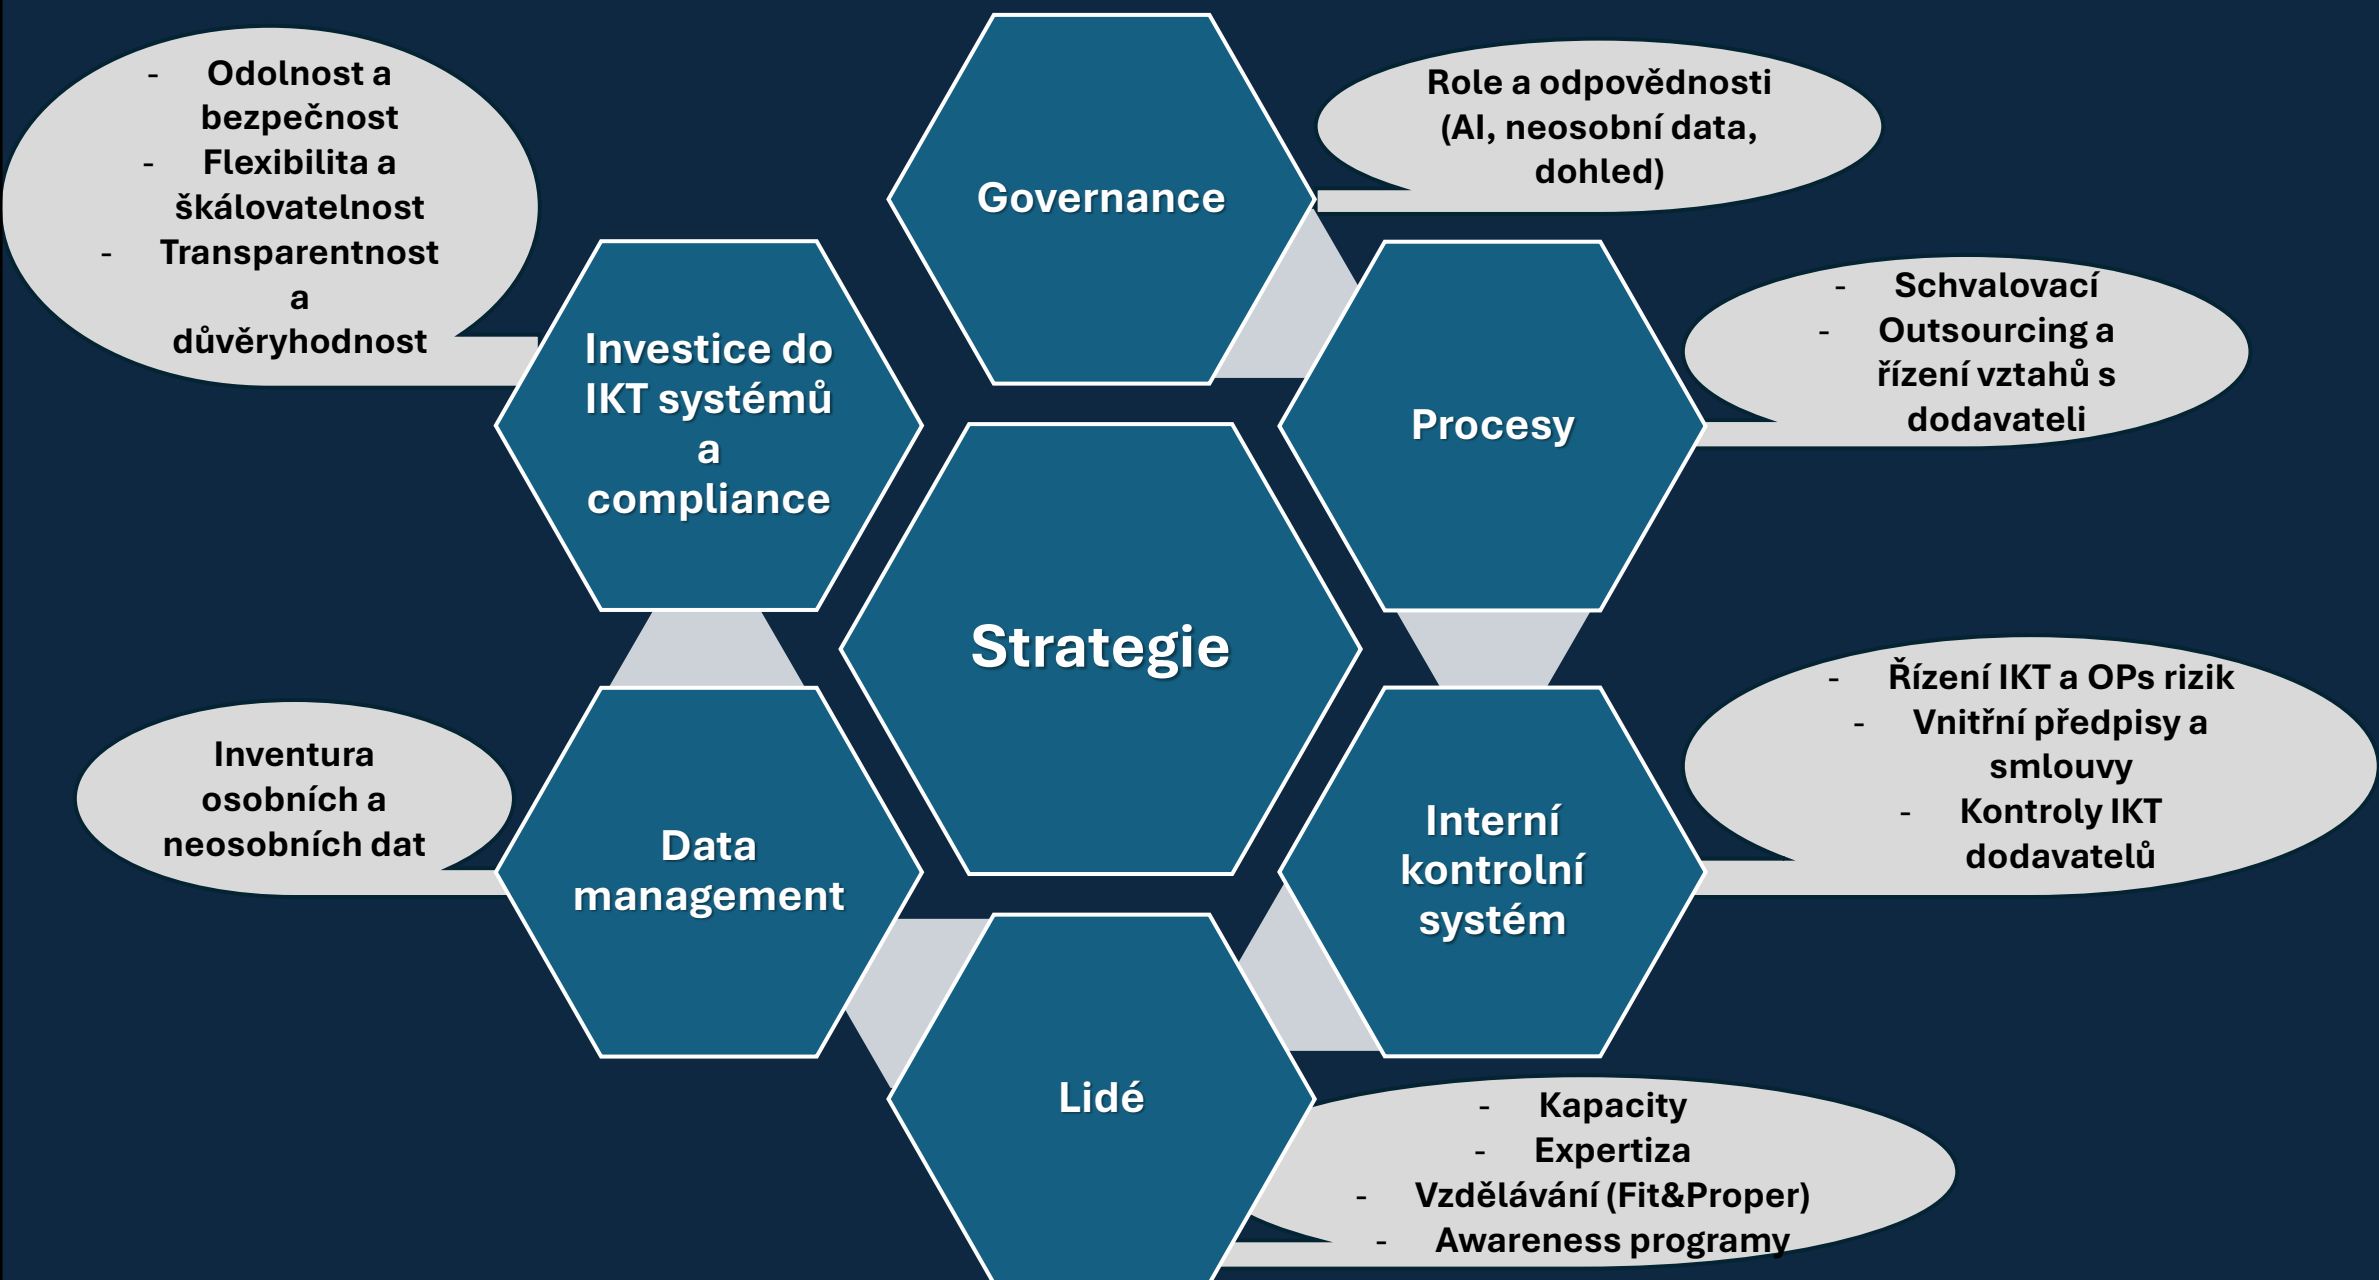 - Odolnost a
bezpečnost
- Flexibilita a
škálovatelnost
- Transparentnost
a
důvěryhodnost
Governance
Role a odpovědnosti
(AI, neosobní data,
dohled)
Investice do
IKT systémů
a
compliance
Procesy
- Schvalovací
- Outsourcing a
řízení vztahů s
dodavateli
Strategie
Inventura
osobních a
neosobních dat
Data
management
Interní
kontrolní
systém
- Řízení IKT a OPs rizik
- Vnitřní předpisy a
smlouvy
- Kontroly IKT
dodavatelů
Lidé
- Kapacity
- Expertiza
- Vzdělávání (Fit&Proper)
- Awareness programy